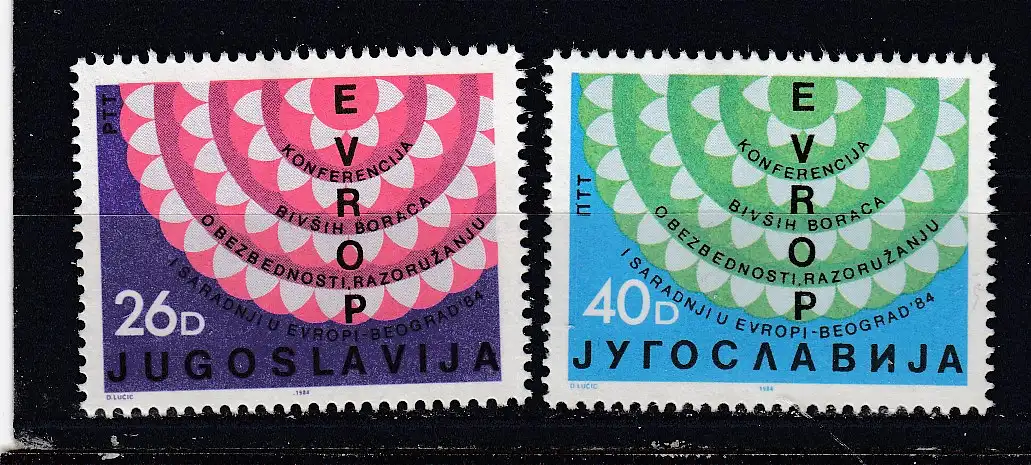 PTT
E
V
R
O
P
KONFERENCIJA
BIVŠIH BORACA
O BEZBEDNOSTI, RAZORUŽANJU
I SARADNJI U EVROPI-BEOGRAD '84
26D
JUGOSLAVIJA
D.LUČIĆ 1984
ПТТ
E
V
R
O
P
KONFERENCIJA
BIVŠIH BORACA
O BEZBEDNOSTI, RAZORUŽANJU
I SARADNJI U EVROPI-BEOGRAD '84
40D
ЈУГОСЛАВИЈА
D.LUČIĆ 1984